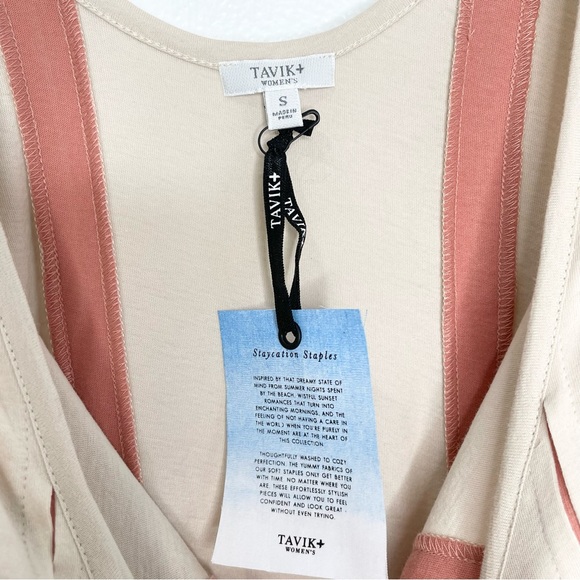 TAVIK+
WOMEN'S
S
MADE IN
PERU
TAVIK+
TAVIK+
Staycation Staples
INSPIRED BY THAT DREAMY STATE OF
MIND FROM SUMMER NIGHTS SPENT
BY THE BEACH, WISTFUL SUNSET
ROMANCES THAT TURN INTO
ENCHANTING MORNINGS, AND THE
FEELING OF NOT HAVING A CARE IN
THE WORLD WHEN YOU'RE PURELY IN
THE MOMENT ARE AT THE HEART OF
THIS COLLECTION.
THOUGHTFULLY WASHED TO COZY
PERFECTION, THE YUMMY FABRICS OF
OUR SOFT STAPLES ONLY GET BETTER
WITH TIME. NO MATTER WHERE YOU
ARE, THESE EFFORTLESSLY STYLISH
PIECES WILL ALLOW YOU TO FEEL
CONFIDENT AND LOOK GREAT -
WITHOUT EVEN TRYING.
TAVIK+
WOMEN'S